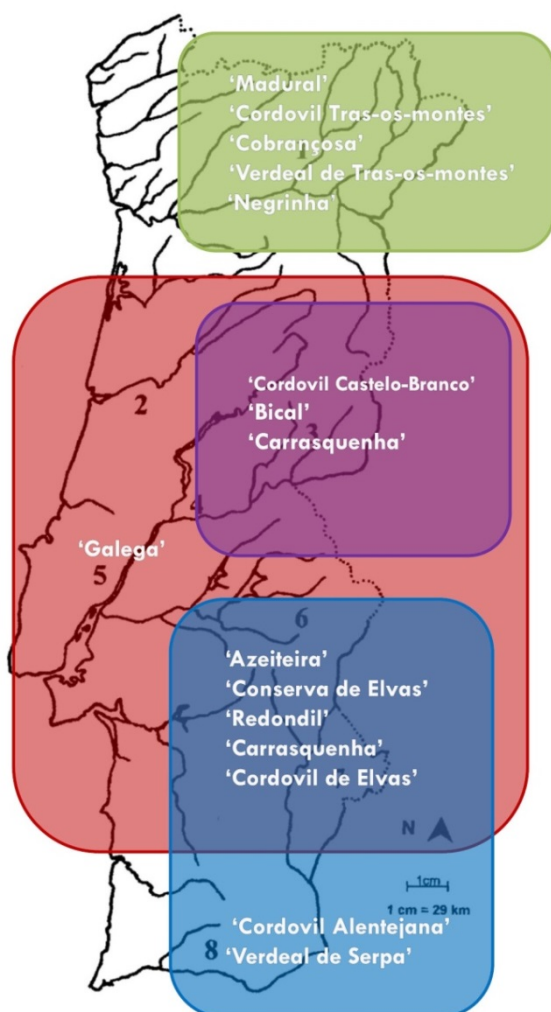 ‘Madural’
‘Cordovil Tras-os-montes’
‘Cobrançosa’
1
‘Verdeal de Tras-os-montes’
‘Negrinha’
‘Cordovil Castelo-Branco’
2
‘Bical’
3
‘Carrasquenha’
4
‘Galega’
5
6
‘Azeiteira’
‘Conserva de Elvas’
‘Redondil’
‘Carrasquenha’
‘Cordovil de Elvas’
N
1cm
1 cm = 29 km
‘Cordovil Alentejana’
8
‘Verdeal de Serpa’